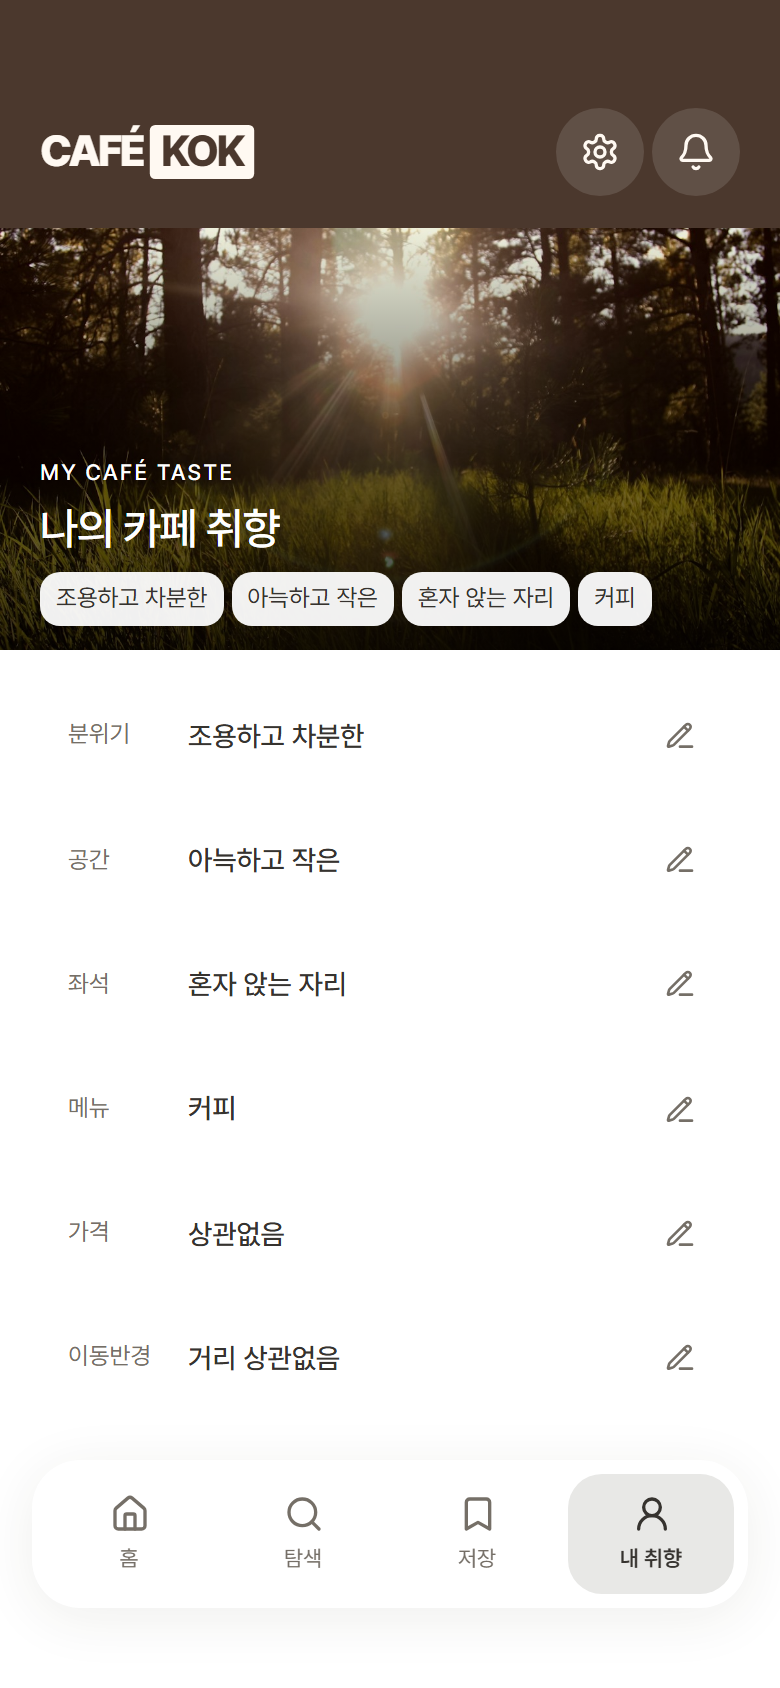 CAFÉ KOK
MY CAFÉ TASTE
나의 카페 취향
조용하고 차분한 아늑하고 작은 혼자 앉는 자리 커피
분위기 조용하고 차분한
공간 아늑하고 작은
좌석 혼자 앉는 자리
메뉴 커피
가격 상관없음
이동반경 거리 상관없음
홈 탐색 저장 내 취향